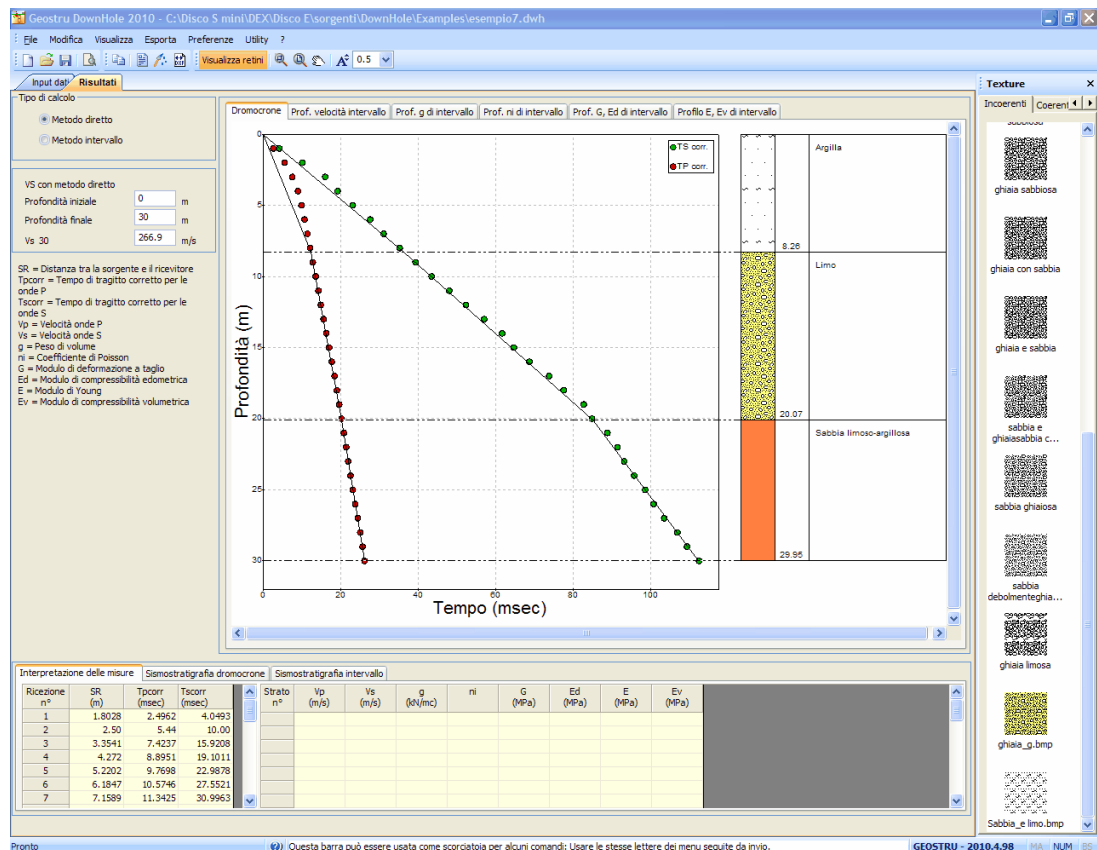 Geostru DownHole 2010 - C:\Disco S mini\DEX\Disco E\sorgenti\DownHole\Examples\esempio7.dwh
File Modifica Visualizza Esporta Preferenze Utility ?
Visualizza retini 0.5
Input dati Risultati
Tipo di calcolo
Metodo diretto
Metodo intervallo
VS con metodo diretto
Profondità iniziale 0 m
Profondità finale 30 m
Vs 30 266.9 m/s
SR = Distanza tra la sorgente e il ricevitore
Tpcorr = Tempo di tragitto corretto per le
onde P
Tscorr = Tempo di tragitto corretto per le
onde S
Vp = Velocità onde P
Vs = Velocità onde S
g = Peso di volume
ni = Coefficiente di Poisson
G = Modulo di deformazione a taglio
Ed = Modulo di compressibilità edometrica
E = Modulo di Young
Ev = Modulo di compressibilità volumetrica
Dromocrone Prof. velocità intervallo Prof. g di intervallo Prof. ni di intervallo Prof. G, Ed di intervallo Profilo E, Ev di intervallo
TS corr.
TP corr.
Profondità (m)
0
5
10
15
20
25
30
0 20 40 60 80 100
Tempo (msec)
Argilla
8.26
Limo
20.07
Sabbia limoso-argillosa
29.95
Interpretazione delle misure Sismostratigrafia dromocrone Sismostratigrafia intervallo
Ricezione n° SR (m) Tpcorr (msec) Tscorr (msec)
1 1.8028 2.4962 4.0493
2 2.50 5.44 10.00
3 3.3541 7.4237 15.9208
4 4.272 8.8951 19.1011
5 5.2202 9.7698 22.9878
6 6.1847 10.5746 27.5521
7 7.1589 11.3425 30.9963
Strato n° Vp (m/s) Vs (m/s) g (kN/mc) ni G (MPa) Ed (MPa) E (MPa) Ev (MPa)
Texture
Incoerenti Coerent
sabbiosa
ghiaia sabbiosa
ghiaia con sabbia
ghiaia e sabbia
sabbia e
ghiaiasabbia c...
sabbia ghiaiosa
sabbia
debolmenteghia...
ghiaia limosa
ghiaia_g.bmp
Sabbia_e limo.bmp
Pronto
Questa barra può essere usata come scorciatoia per alcuni comandi: Usare le stesse lettere dei menu seguite da invio.
GEOSTRU - 2010.4.98 MA NUM BS